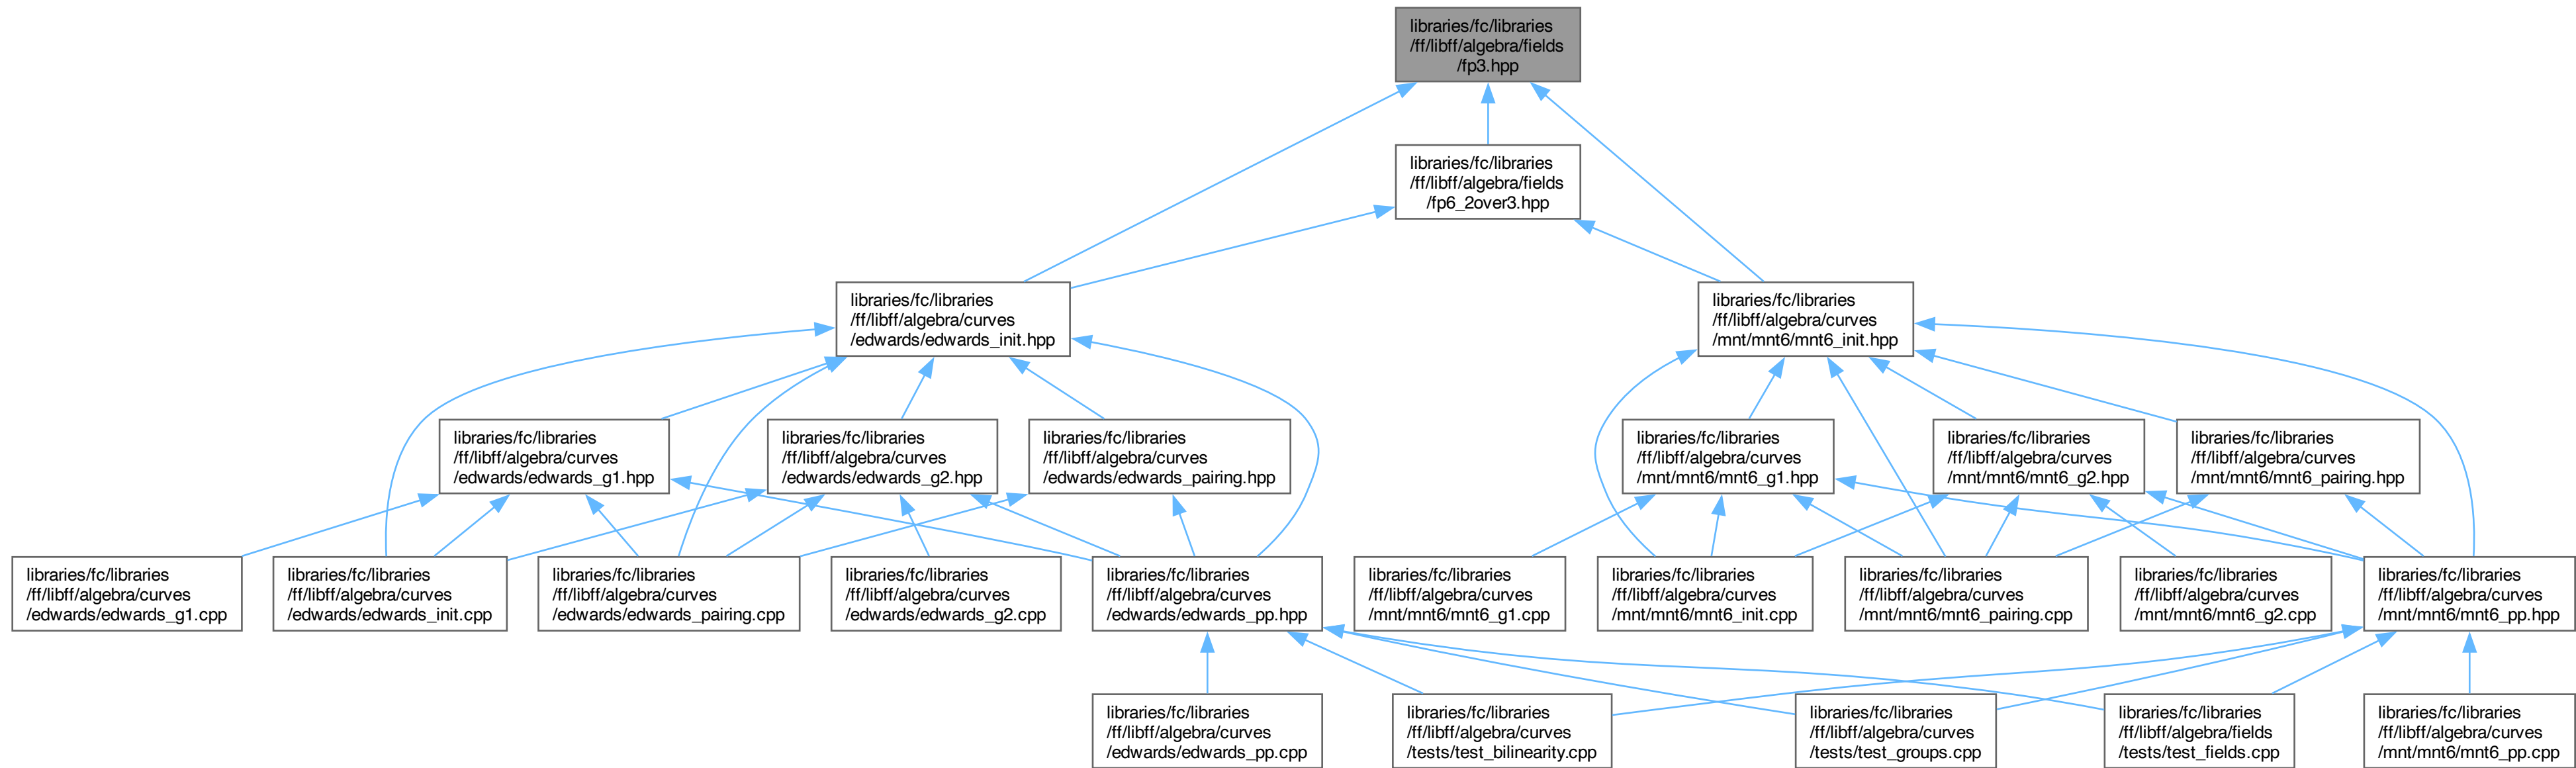 libraries/fc/libraries
/ff/libff/algebra/fields
/fp3.hpp
libraries/fc/libraries
/ff/libff/algebra/fields
/fp6_2over3.hpp
libraries/fc/libraries
/ff/libff/algebra/curves
/edwards/edwards_init.hpp
libraries/fc/libraries
/ff/libff/algebra/curves
/mnt/mnt6/mnt6_init.hpp
libraries/fc/libraries
/ff/libff/algebra/curves
/edwards/edwards_g1.hpp
libraries/fc/libraries
/ff/libff/algebra/curves
/edwards/edwards_g2.hpp
libraries/fc/libraries
/ff/libff/algebra/curves
/edwards/edwards_pairing.hpp
libraries/fc/libraries
/ff/libff/algebra/curves
/mnt/mnt6/mnt6_g1.hpp
libraries/fc/libraries
/ff/libff/algebra/curves
/mnt/mnt6/mnt6_g2.hpp
libraries/fc/libraries
/ff/libff/algebra/curves
/mnt/mnt6/mnt6_pairing.hpp
libraries/fc/libraries
/ff/libff/algebra/curves
/edwards/edwards_g1.cpp
libraries/fc/libraries
/ff/libff/algebra/curves
/edwards/edwards_init.cpp
libraries/fc/libraries
/ff/libff/algebra/curves
/edwards/edwards_pairing.cpp
libraries/fc/libraries
/ff/libff/algebra/curves
/edwards/edwards_g2.cpp
libraries/fc/libraries
/ff/libff/algebra/curves
/edwards/edwards_pp.hpp
libraries/fc/libraries
/ff/libff/algebra/curves
/mnt/mnt6/mnt6_g1.cpp
libraries/fc/libraries
/ff/libff/algebra/curves
/mnt/mnt6/mnt6_init.cpp
libraries/fc/libraries
/ff/libff/algebra/curves
/mnt/mnt6/mnt6_pairing.cpp
libraries/fc/libraries
/ff/libff/algebra/curves
/mnt/mnt6/mnt6_g2.cpp
libraries/fc/libraries
/ff/libff/algebra/curves
/mnt/mnt6/mnt6_pp.hpp
libraries/fc/libraries
/ff/libff/algebra/curves
/edwards/edwards_pp.cpp
libraries/fc/libraries
/ff/libff/algebra/curves
/tests/test_bilinearity.cpp
libraries/fc/libraries
/ff/libff/algebra/curves
/tests/test_groups.cpp
libraries/fc/libraries
/ff/libff/algebra/fields
/tests/test_fields.cpp
libraries/fc/libraries
/ff/libff/algebra/curves
/mnt/mnt6/mnt6_pp.cpp